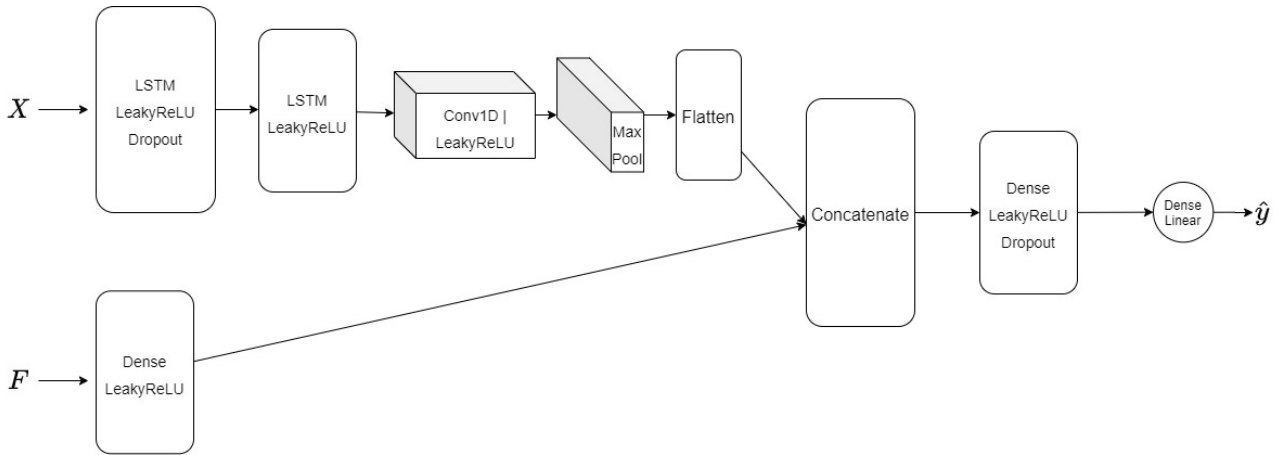 X
LSTM
LeakyReLU
Dropout
LSTM
LeakyReLU
Conv1D |
LeakyReLU
Max
Pool
Flatten
Concatenate
Dense
LeakyReLU
Dropout
Dense
Linear
ŷ
F
Dense
LeakyReLU